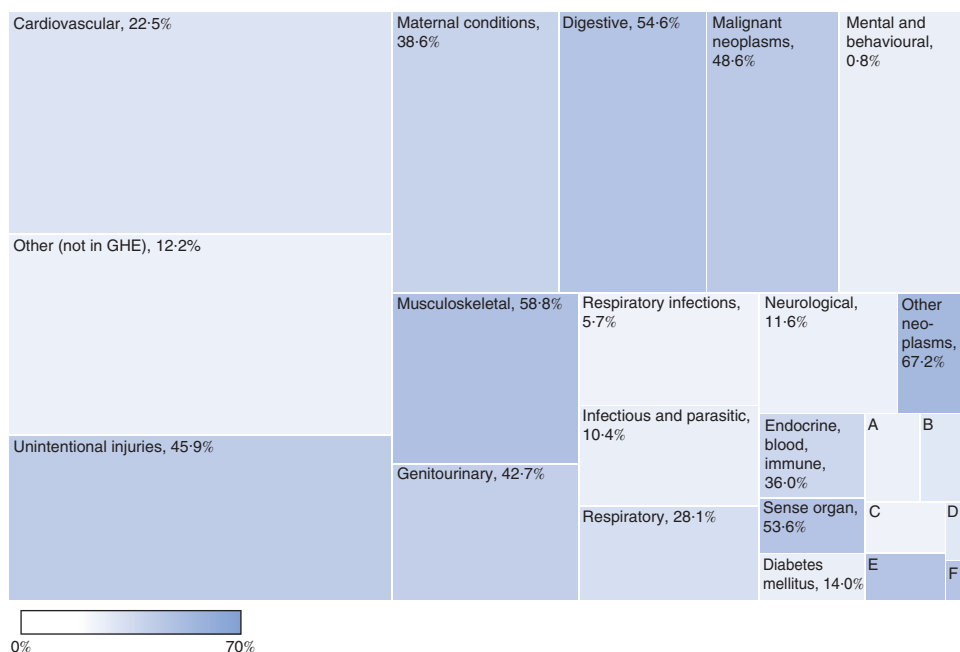 Cardiovascular, 22·5%
Maternal conditions,
38·6%
Digestive, 54·6%
Malignant
neoplasms,
48·6%
Mental and
behavioural,
0·8%
Other (not in GHE), 12·2%
Musculoskeletal, 58·8%
Respiratory infections,
5·7%
Neurological,
11·6%
Other
neo-
plasms,
67·2%
Infectious and parasitic,
10·4%
Endocrine,
blood,
immune,
36·0%
A
B
Unintentional injuries, 45·9%
Genitourinary, 42·7%
Respiratory, 28·1%
Sense organ,
53·6%
C
D
Diabetes
mellitus, 14·0%
E
F
0%
70%